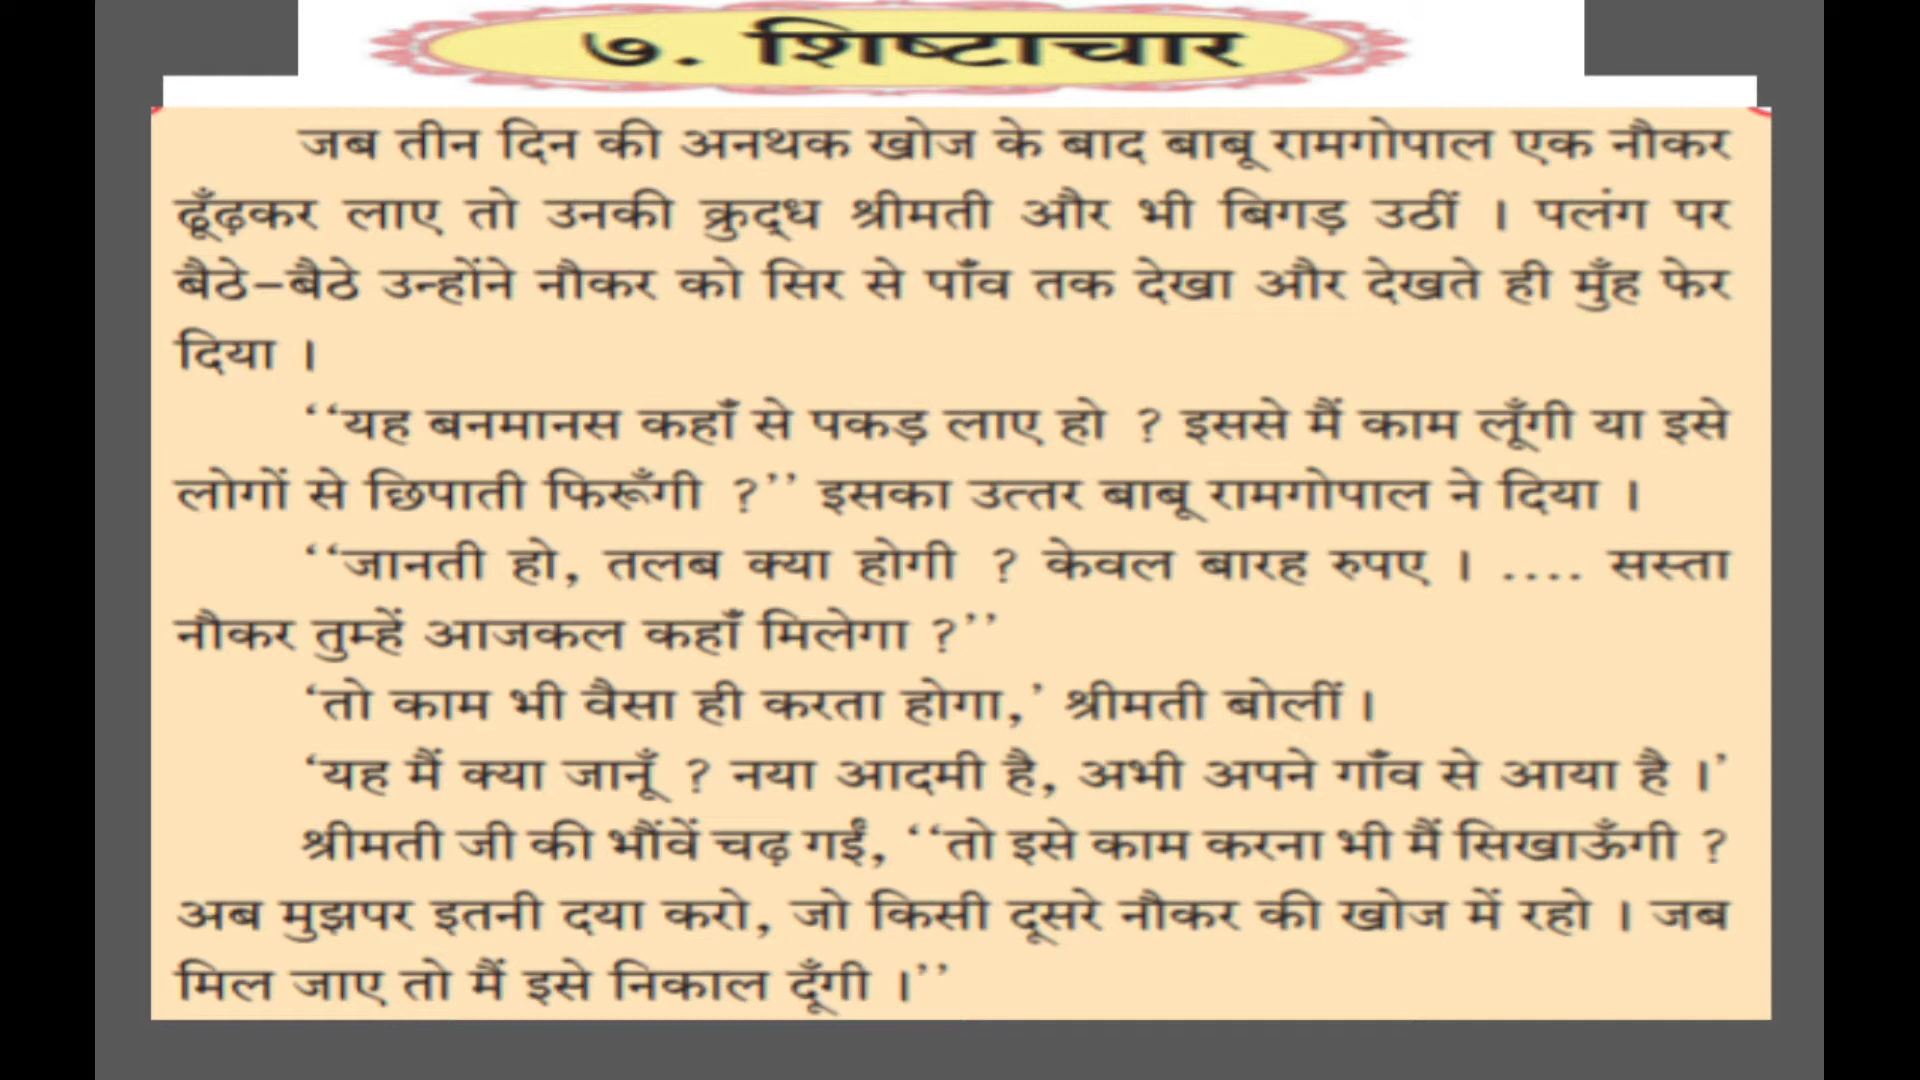 ७. शिष्टाचार
जब तीन दिन की अनथक खोज के बाद बाबू रामगोपाल एक नौकर
ढूँढ़कर लाए तो उनकी क्रुद्ध श्रीमती और भी बिगड़ उठीं । पलंग पर
बैठे-बैठे उन्होंने नौकर को सिर से पाँव तक देखा और देखते ही मुँह फेर
दिया ।
‘‘यह बनमानस कहाँ से पकड़ लाए हो ? इससे मैं काम लूँगी या इसे
लोगों से छिपाती फिरूँगी ?’’ इसका उत्तर बाबू रामगोपाल ने दिया ।
‘‘जानती हो, तलब क्या होगी ? केवल बारह रुपए । .... सस्ता
नौकर तुम्हें आजकल कहाँ मिलेगा ?’’
‘तो काम भी वैसा ही करता होगा,’ श्रीमती बोलीं ।
‘यह मैं क्या जानूँ ? नया आदमी है, अभी अपने गाँव से आया है ।’
श्रीमती जी की भौंवें चढ़ गईं, ‘‘तो इसे काम करना भी मैं सिखाऊँगी ?
अब मुझपर इतनी दया करो, जो किसी दूसरे नौकर की खोज में रहो । जब
मिल जाए तो मैं इसे निकाल दूँगी ।’’